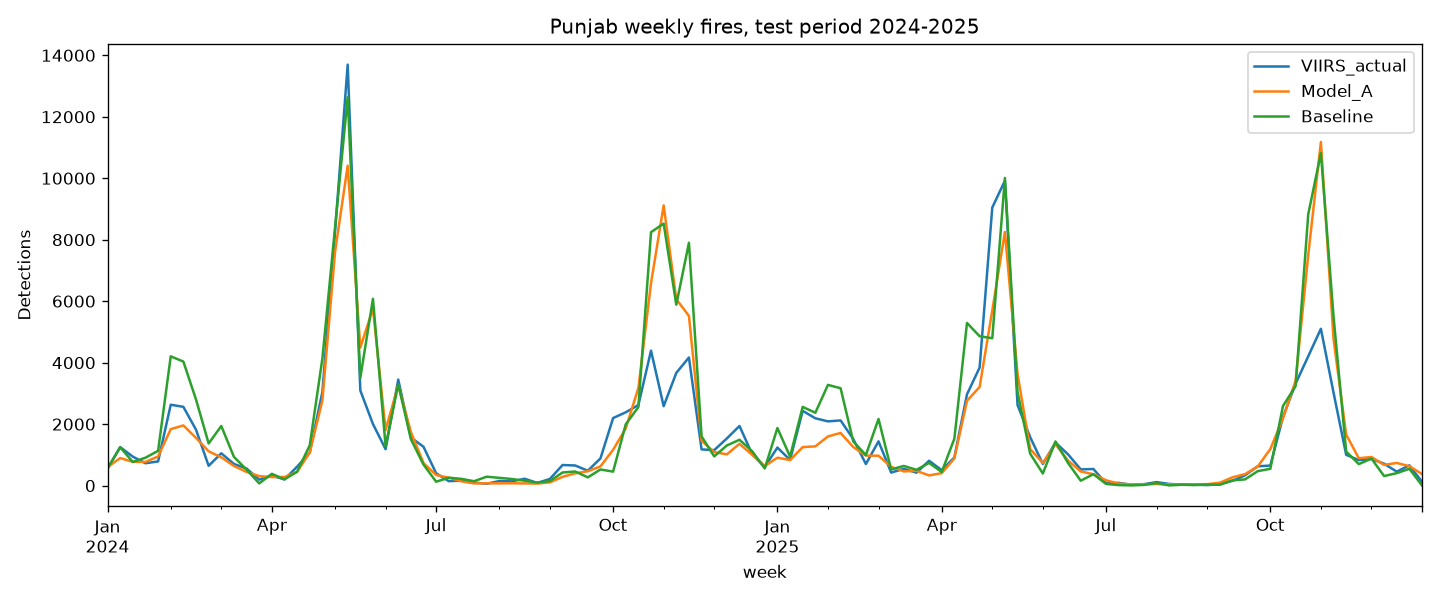 Punjab weekly fires, test period 2024-2025
VIIRS_actual
Model_A
Baseline
14000
12000
10000
8000
6000
4000
2000
0
Detections
Jan
2024
Apr
Jul
Oct
Jan
2025
Apr
Jul
Oct
week